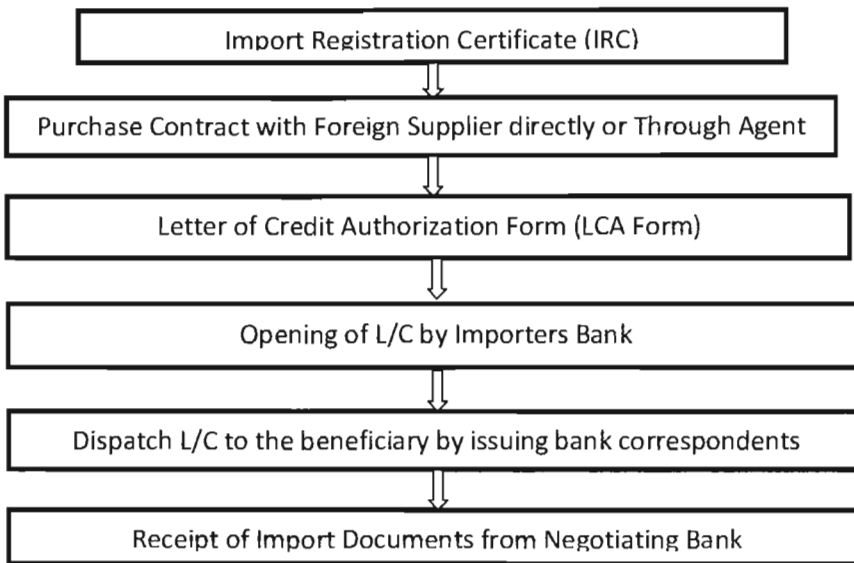 Import Registration Certificate (IRC)
Purchase Contract with Foreign Supplier directly or Through Agent
Letter of Credit Authorization Form (LCA Form)
Opening of L/C by Importers Bank
Dispatch L/C to the beneficiary by issuing bank correspondents
Receipt of Import Documents from Negotiating Bank